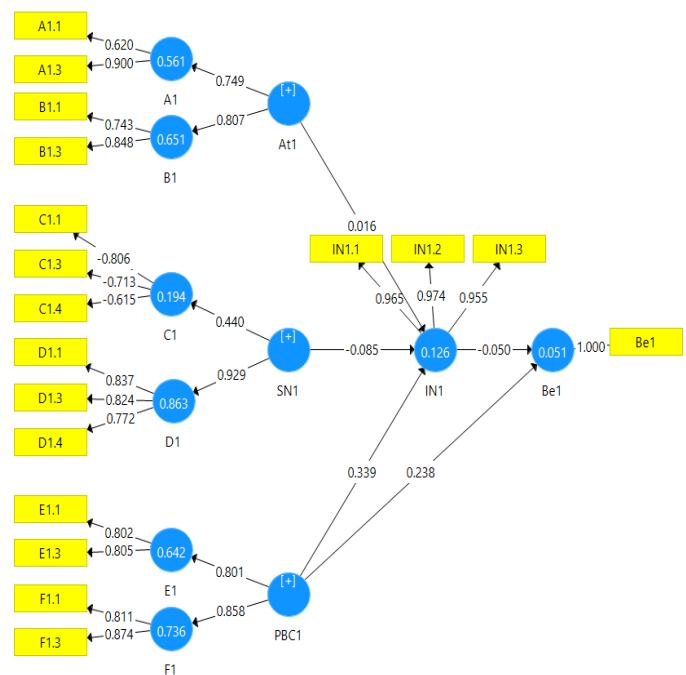 A1.1
0.620
A1.3
0.900
0.561
A1
0.749
[+]
At1
B1.1
0.743
B1.3
0.848
0.651
B1
0.807
0.016
C1.1
-0.806
C1.3
-0.713
C1.4
-0.615
0.194
C1
0.440
IN1.1
IN1.2
IN1.3
0.965
0.974
0.955
[+]
SN1
-0.085
0.126
IN1
-0.050
0.051
Be1
1.000
Be1
D1.1
0.837
D1.3
0.824
D1.4
0.772
0.863
D1
0.929
0.339
0.238
E1.1
0.802
E1.3
0.805
0.642
E1
0.801
[+]
PBC1
F1.1
0.811
F1.3
0.874
0.736
F1
0.858